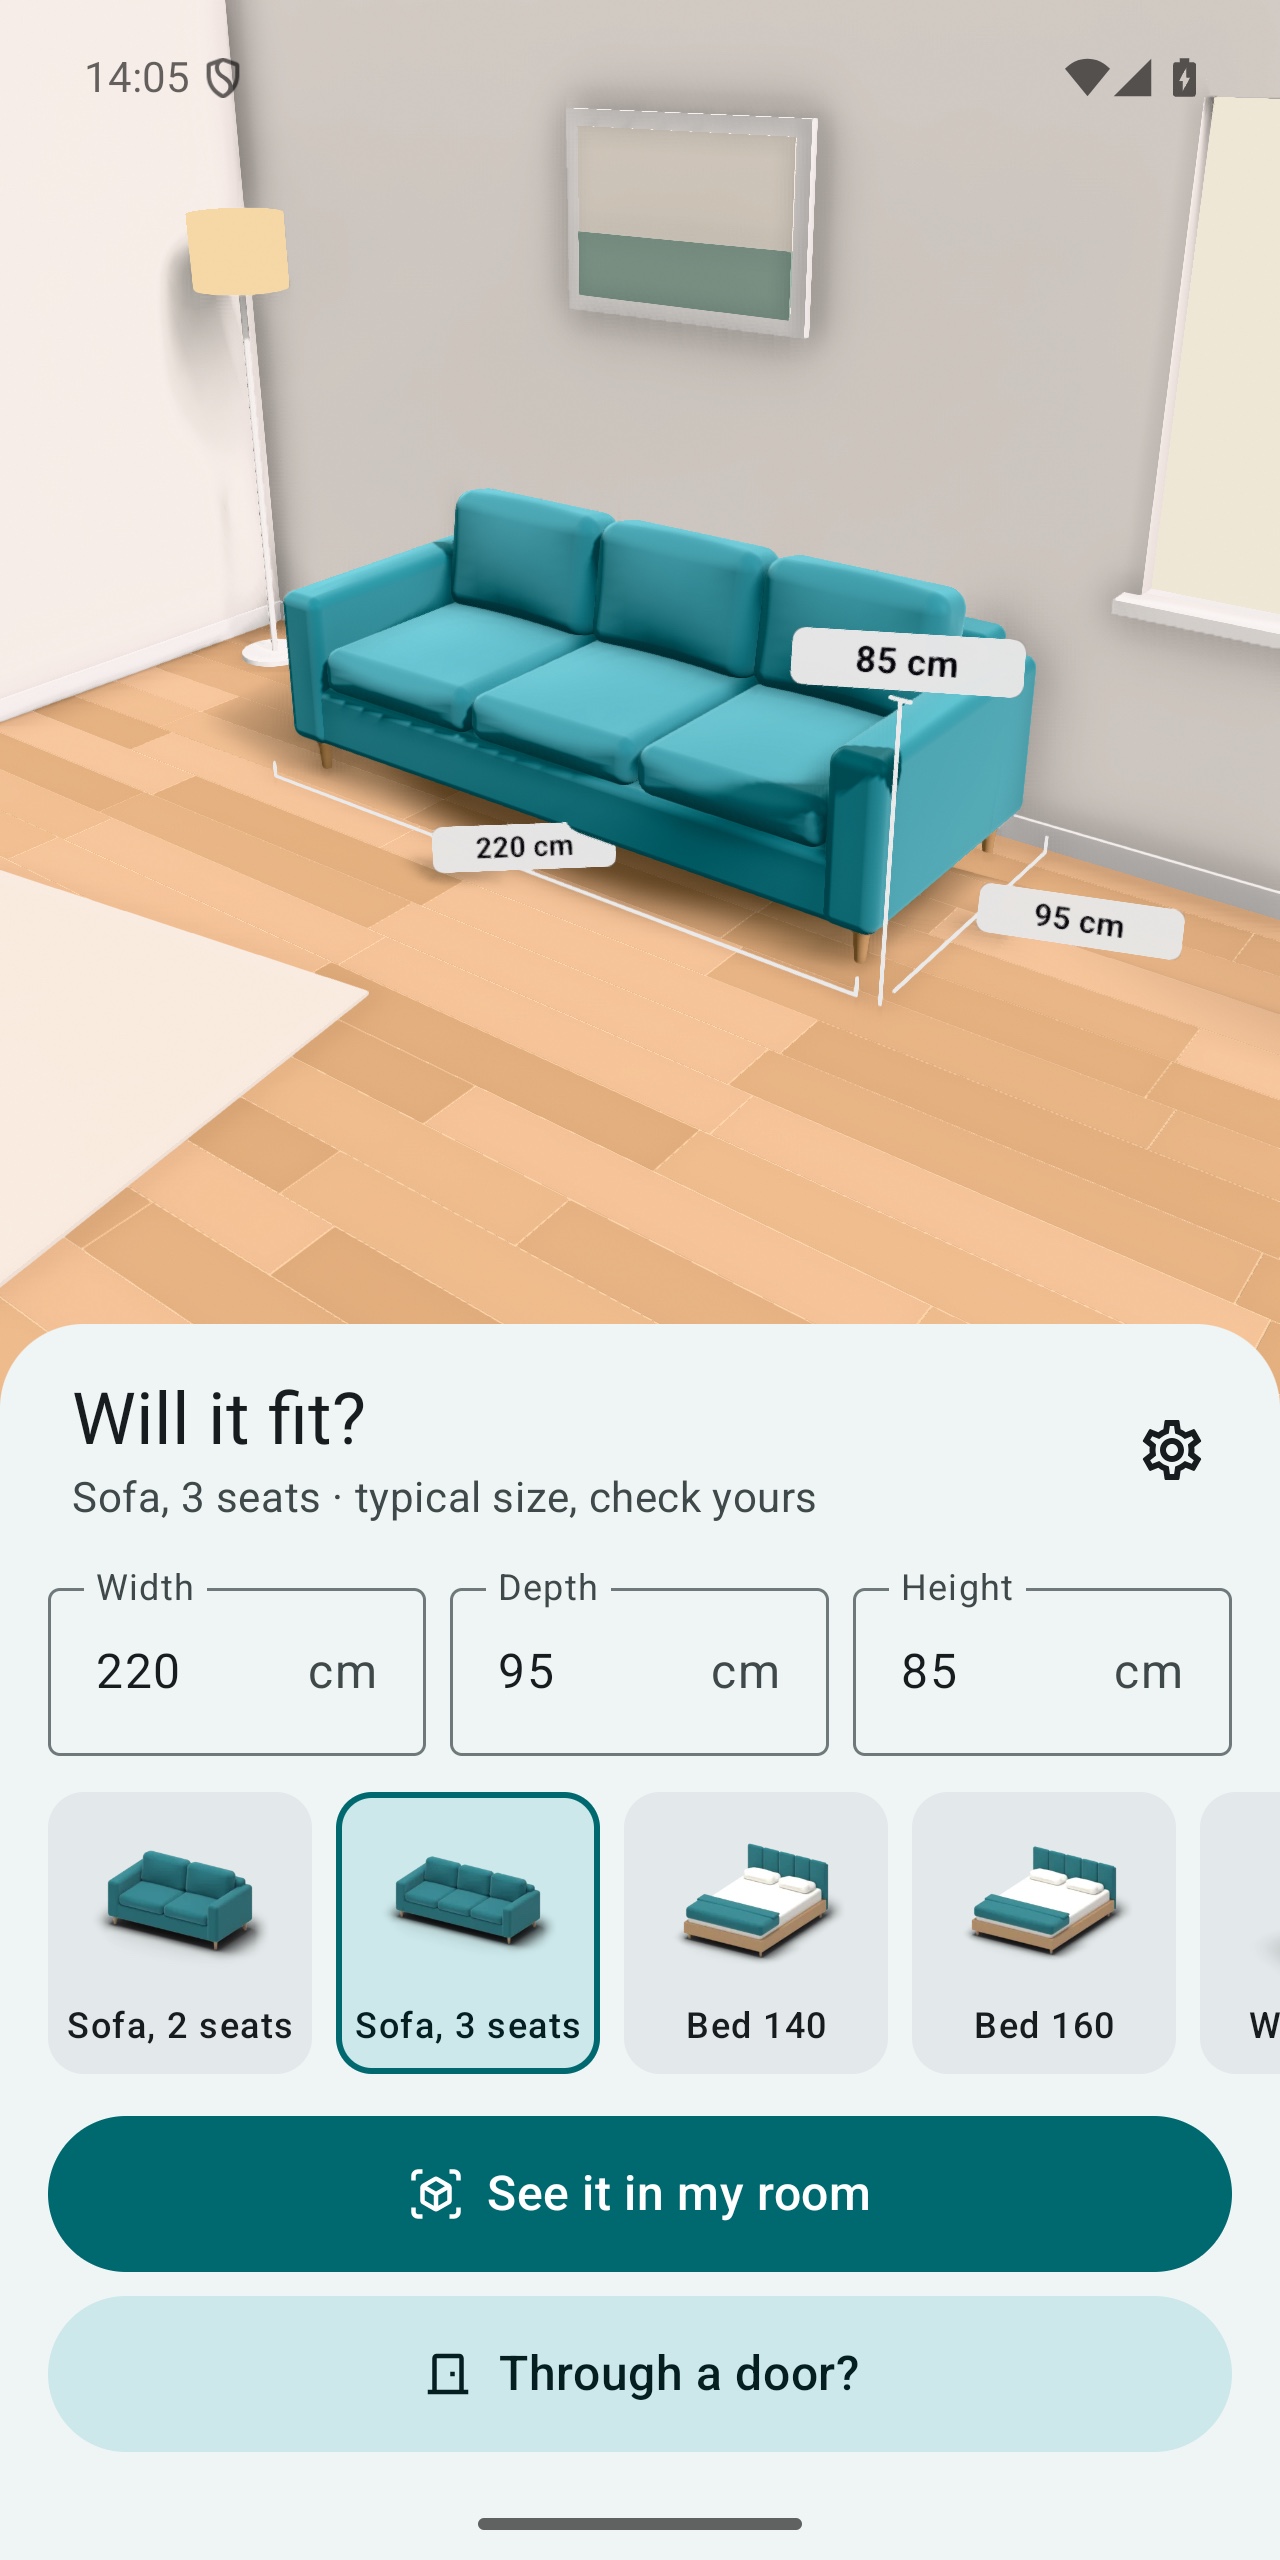 14:05
85 cm
220 cm
95 cm
Will it fit?
Sofa, 3 seats · typical size, check yours
Width
Depth
Height
220 cm
95 cm
85 cm
Sofa, 2 seats
Sofa, 3 seats
Bed 140
Bed 160
W
See it in my room
Through a door?